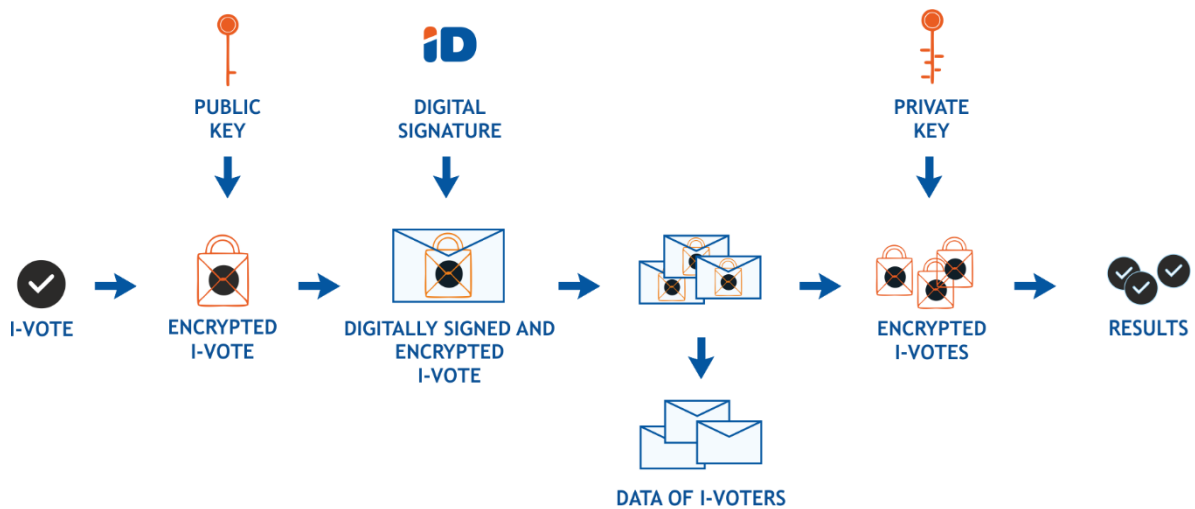 iD
PUBLIC
KEY
DIGITAL
SIGNATURE
PRIVATE
KEY
I-VOTE
ENCRYPTED
I-VOTE
DIGITALLY SIGNED AND
ENCRYPTED
I-VOTE
ENCRYPTED
I-VOTES
RESULTS
DATA OF I-VOTERS